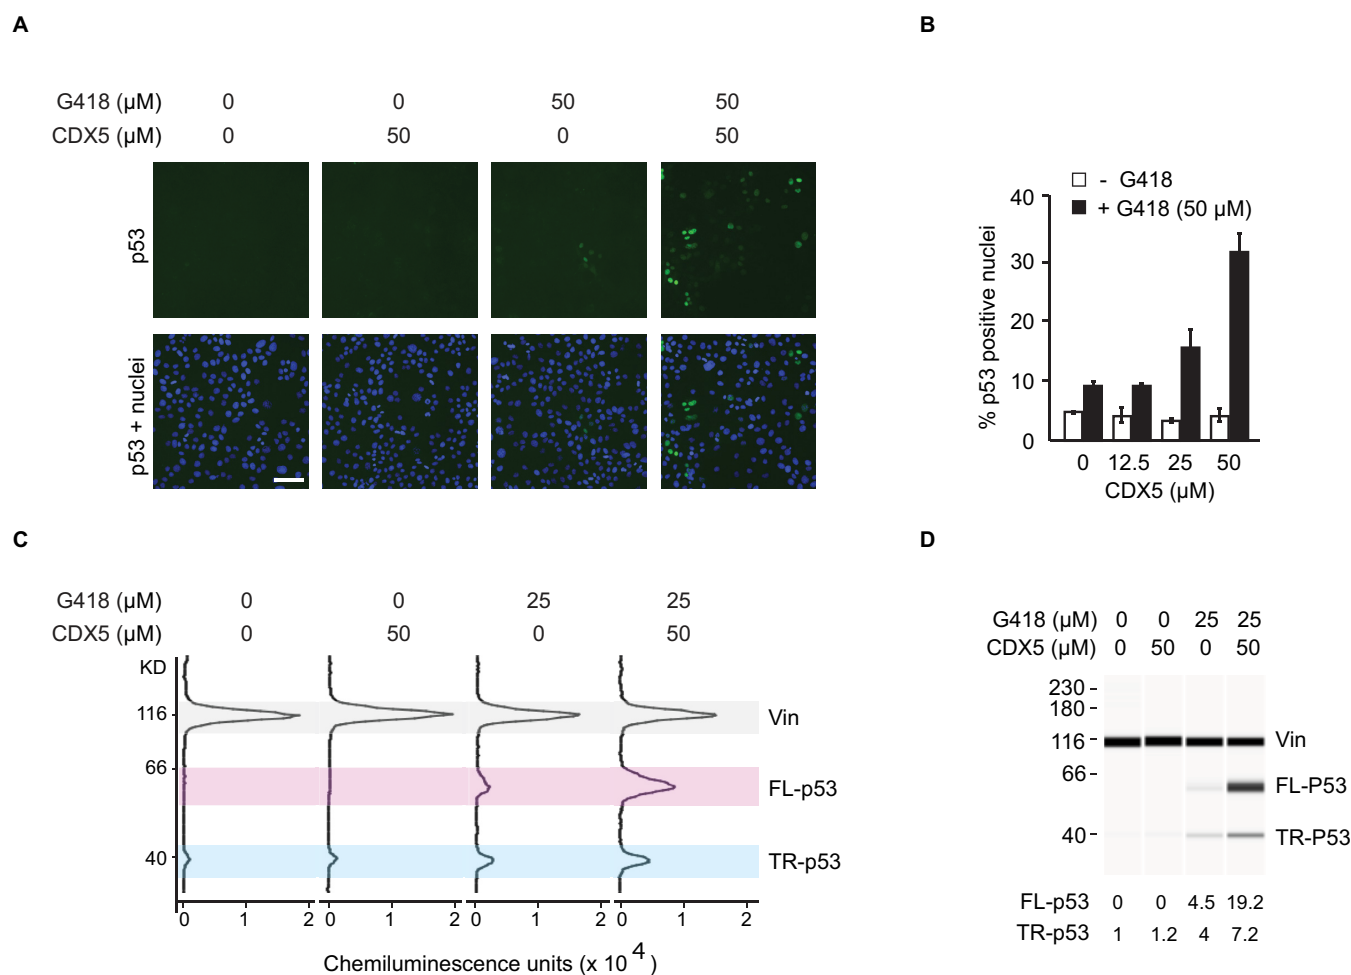 A
G418 (µM) 0 0 50 50
CDX5 (µM) 0 50 0 50
p53
p53 + nuclei
B
- G418
+ G418 (50 µM)
% p53 positive nuclei
40
30
20
10
0
0 12.5 25 50
CDX5 (µM)
C
G418 (µM) 0 0 25 25
CDX5 (µM) 0 50 0 50
KD
116
66
40
Vin
FL-p53
TR-p53
0 1 2 0 1 2 0 1 2 0 1 2
Chemiluminescence units (x 10 4 )
D
G418 (µM) 0 0 25 25
CDX5 (µM) 0 50 0 50
230
180
116
66
40
Vin
FL-P53
TR-P53
FL-p53 0 0 4.5 19.2
TR-p53 1 1.2 4 7.2